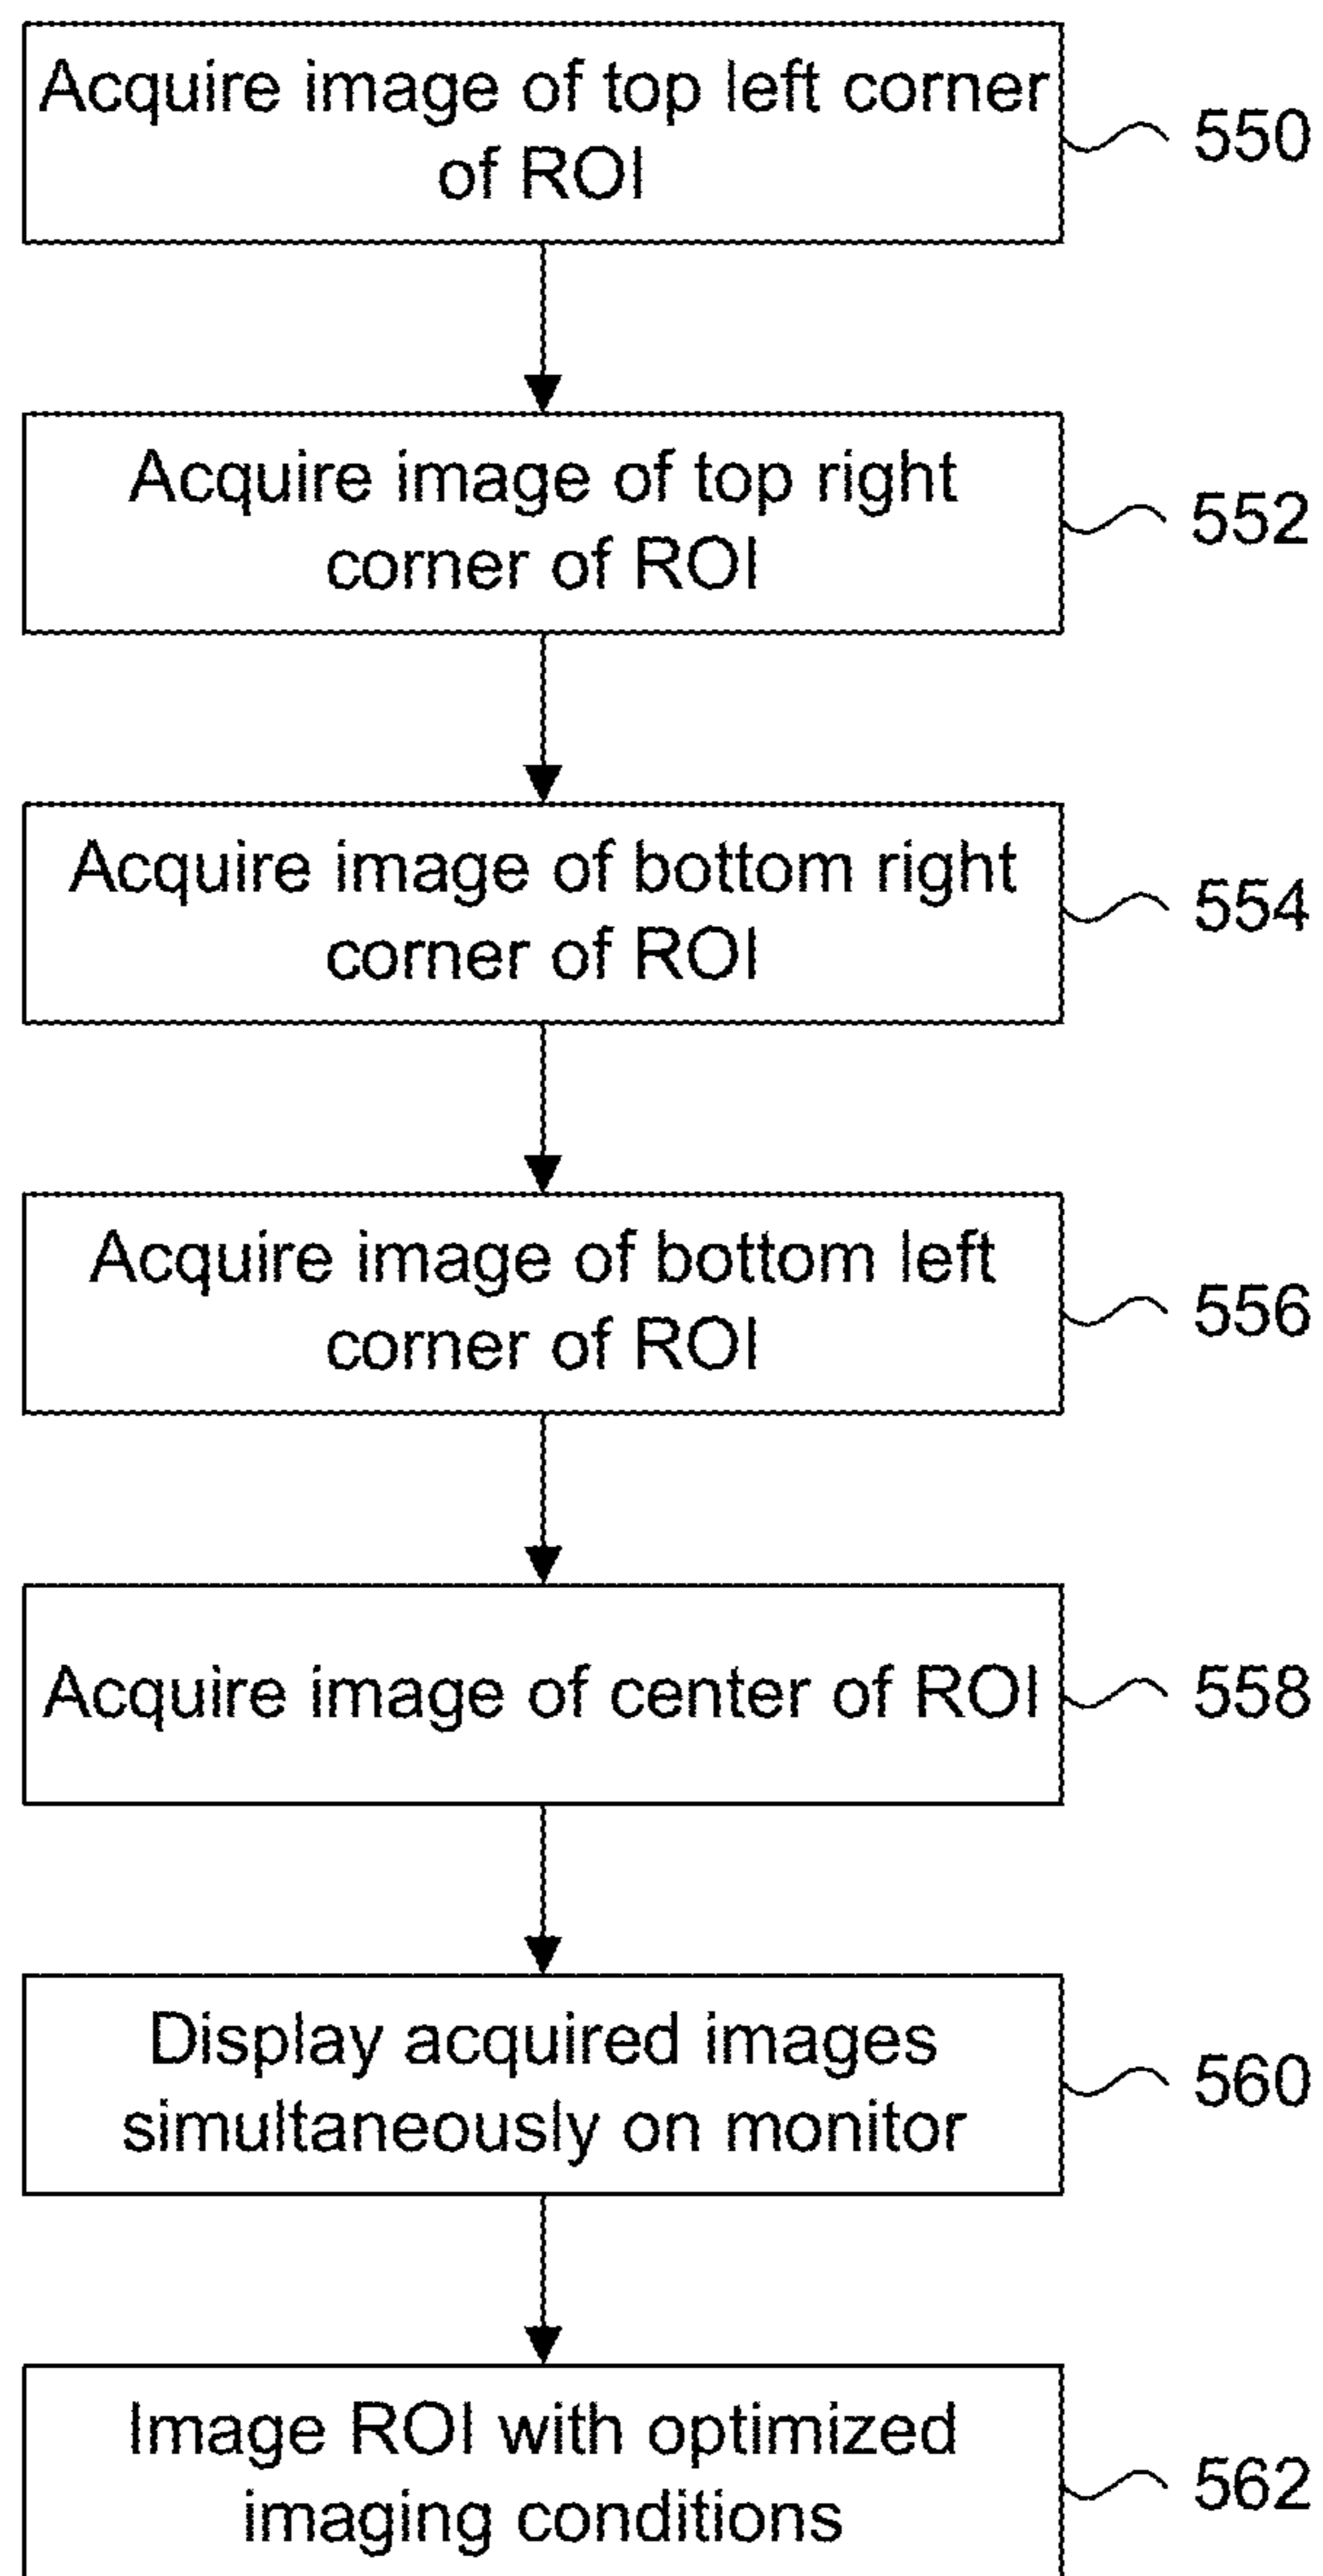 Acquire image of top left corner
of ROI
550
Acquire image of top right
corner of ROI
552
Acquire image of bottom right
corner of ROI
554
Acquire image of bottom left
corner of ROI
556
Acquire image of center of ROI
558
Display acquired images
simultaneously on monitor
560
Image ROI with optimized
imaging conditions
562